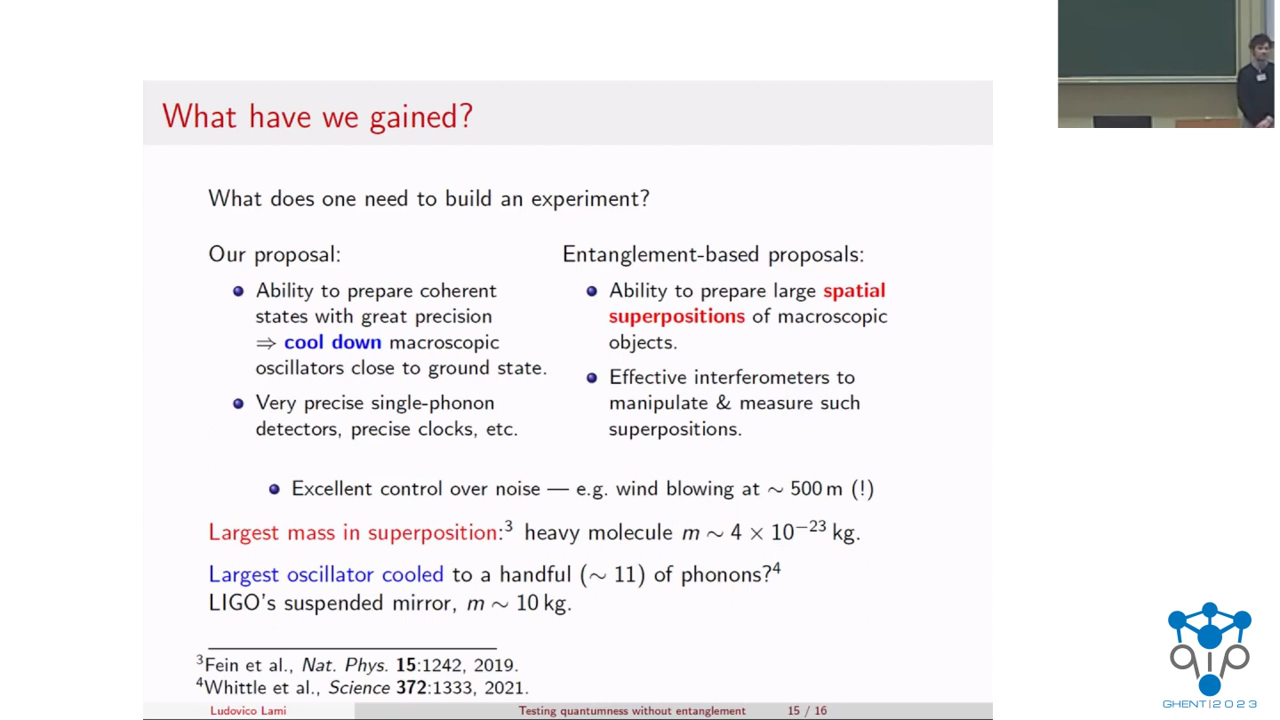 What have we gained?
What does one need to build an experiment?
Our proposal:
Ability to prepare coherent
states with great precision
⇒ cool down macroscopic
oscillators close to ground state.
Very precise single-phonon
detectors, precise clocks, etc.
Entanglement-based proposals:
Ability to prepare large spatial
superpositions of macroscopic
objects.
Effective interferometers to
manipulate & measure such
superpositions.
Excellent control over noise — e.g. wind blowing at ∼ 500 m (!)
Largest mass in superposition:³ heavy molecule m ∼ 4 × 10⁻²³ kg.
Largest oscillator cooled to a handful (∼ 11) of phonons?⁴
LIGO's suspended mirror, m ∼ 10 kg.
³Fein et al., Nat. Phys. 15:1242, 2019.
⁴Whittle et al., Science 372:1333, 2021.
Ludovico Lami Testing quantumness without entanglement 15 / 16
qip
GHENT|2023